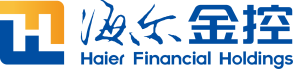 海尔金控
Haier Financial Holdings